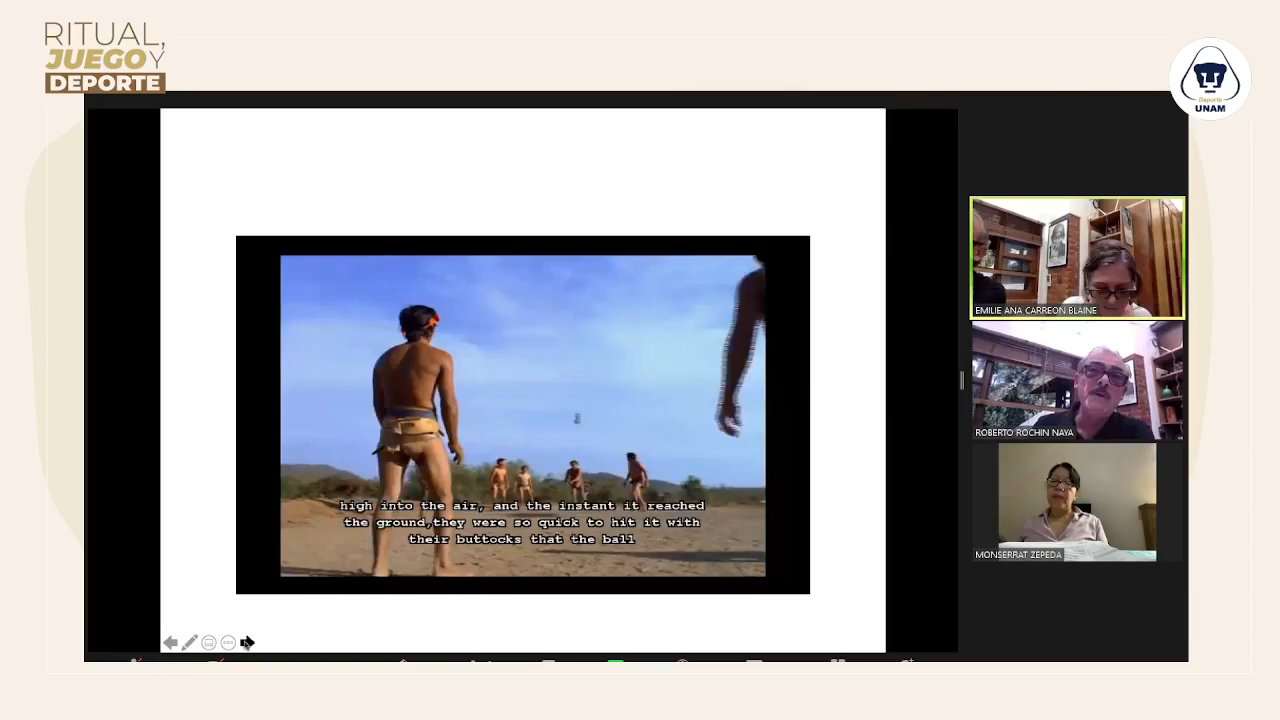 RITUAL,
JUEGO Y
DEPORTE
Deporte
UNAM
EMILIE ANA CARREON BLAINE
ROBERTO ROCHIN NAYA
MONSERRAT ZEPEDA
high into the air, and the instant it reached
the ground,they were so quick to hit it with
their buttocks that the ball